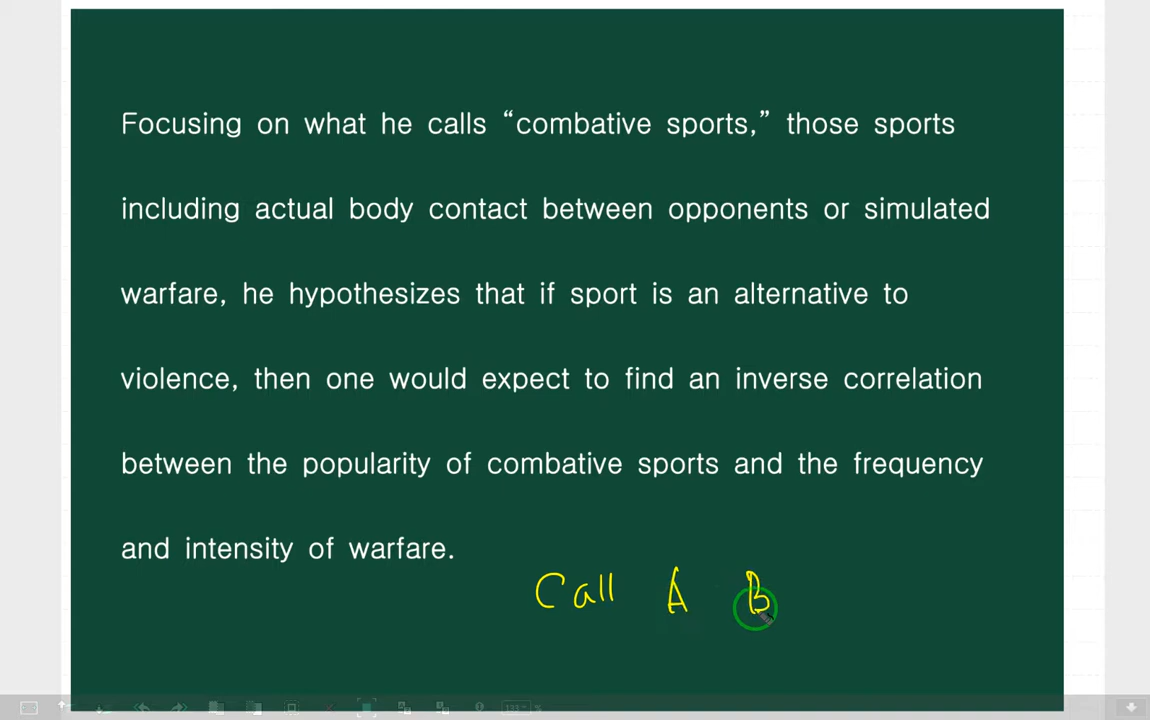 Focusing on what he calls “combative sports,” those sports
including actual body contact between opponents or simulated
warfare, he hypothesizes that if sport is an alternative to
violence, then one would expect to find an inverse correlation
between the popularity of combative sports and the frequency
and intensity of warfare.
Call A B
133 %